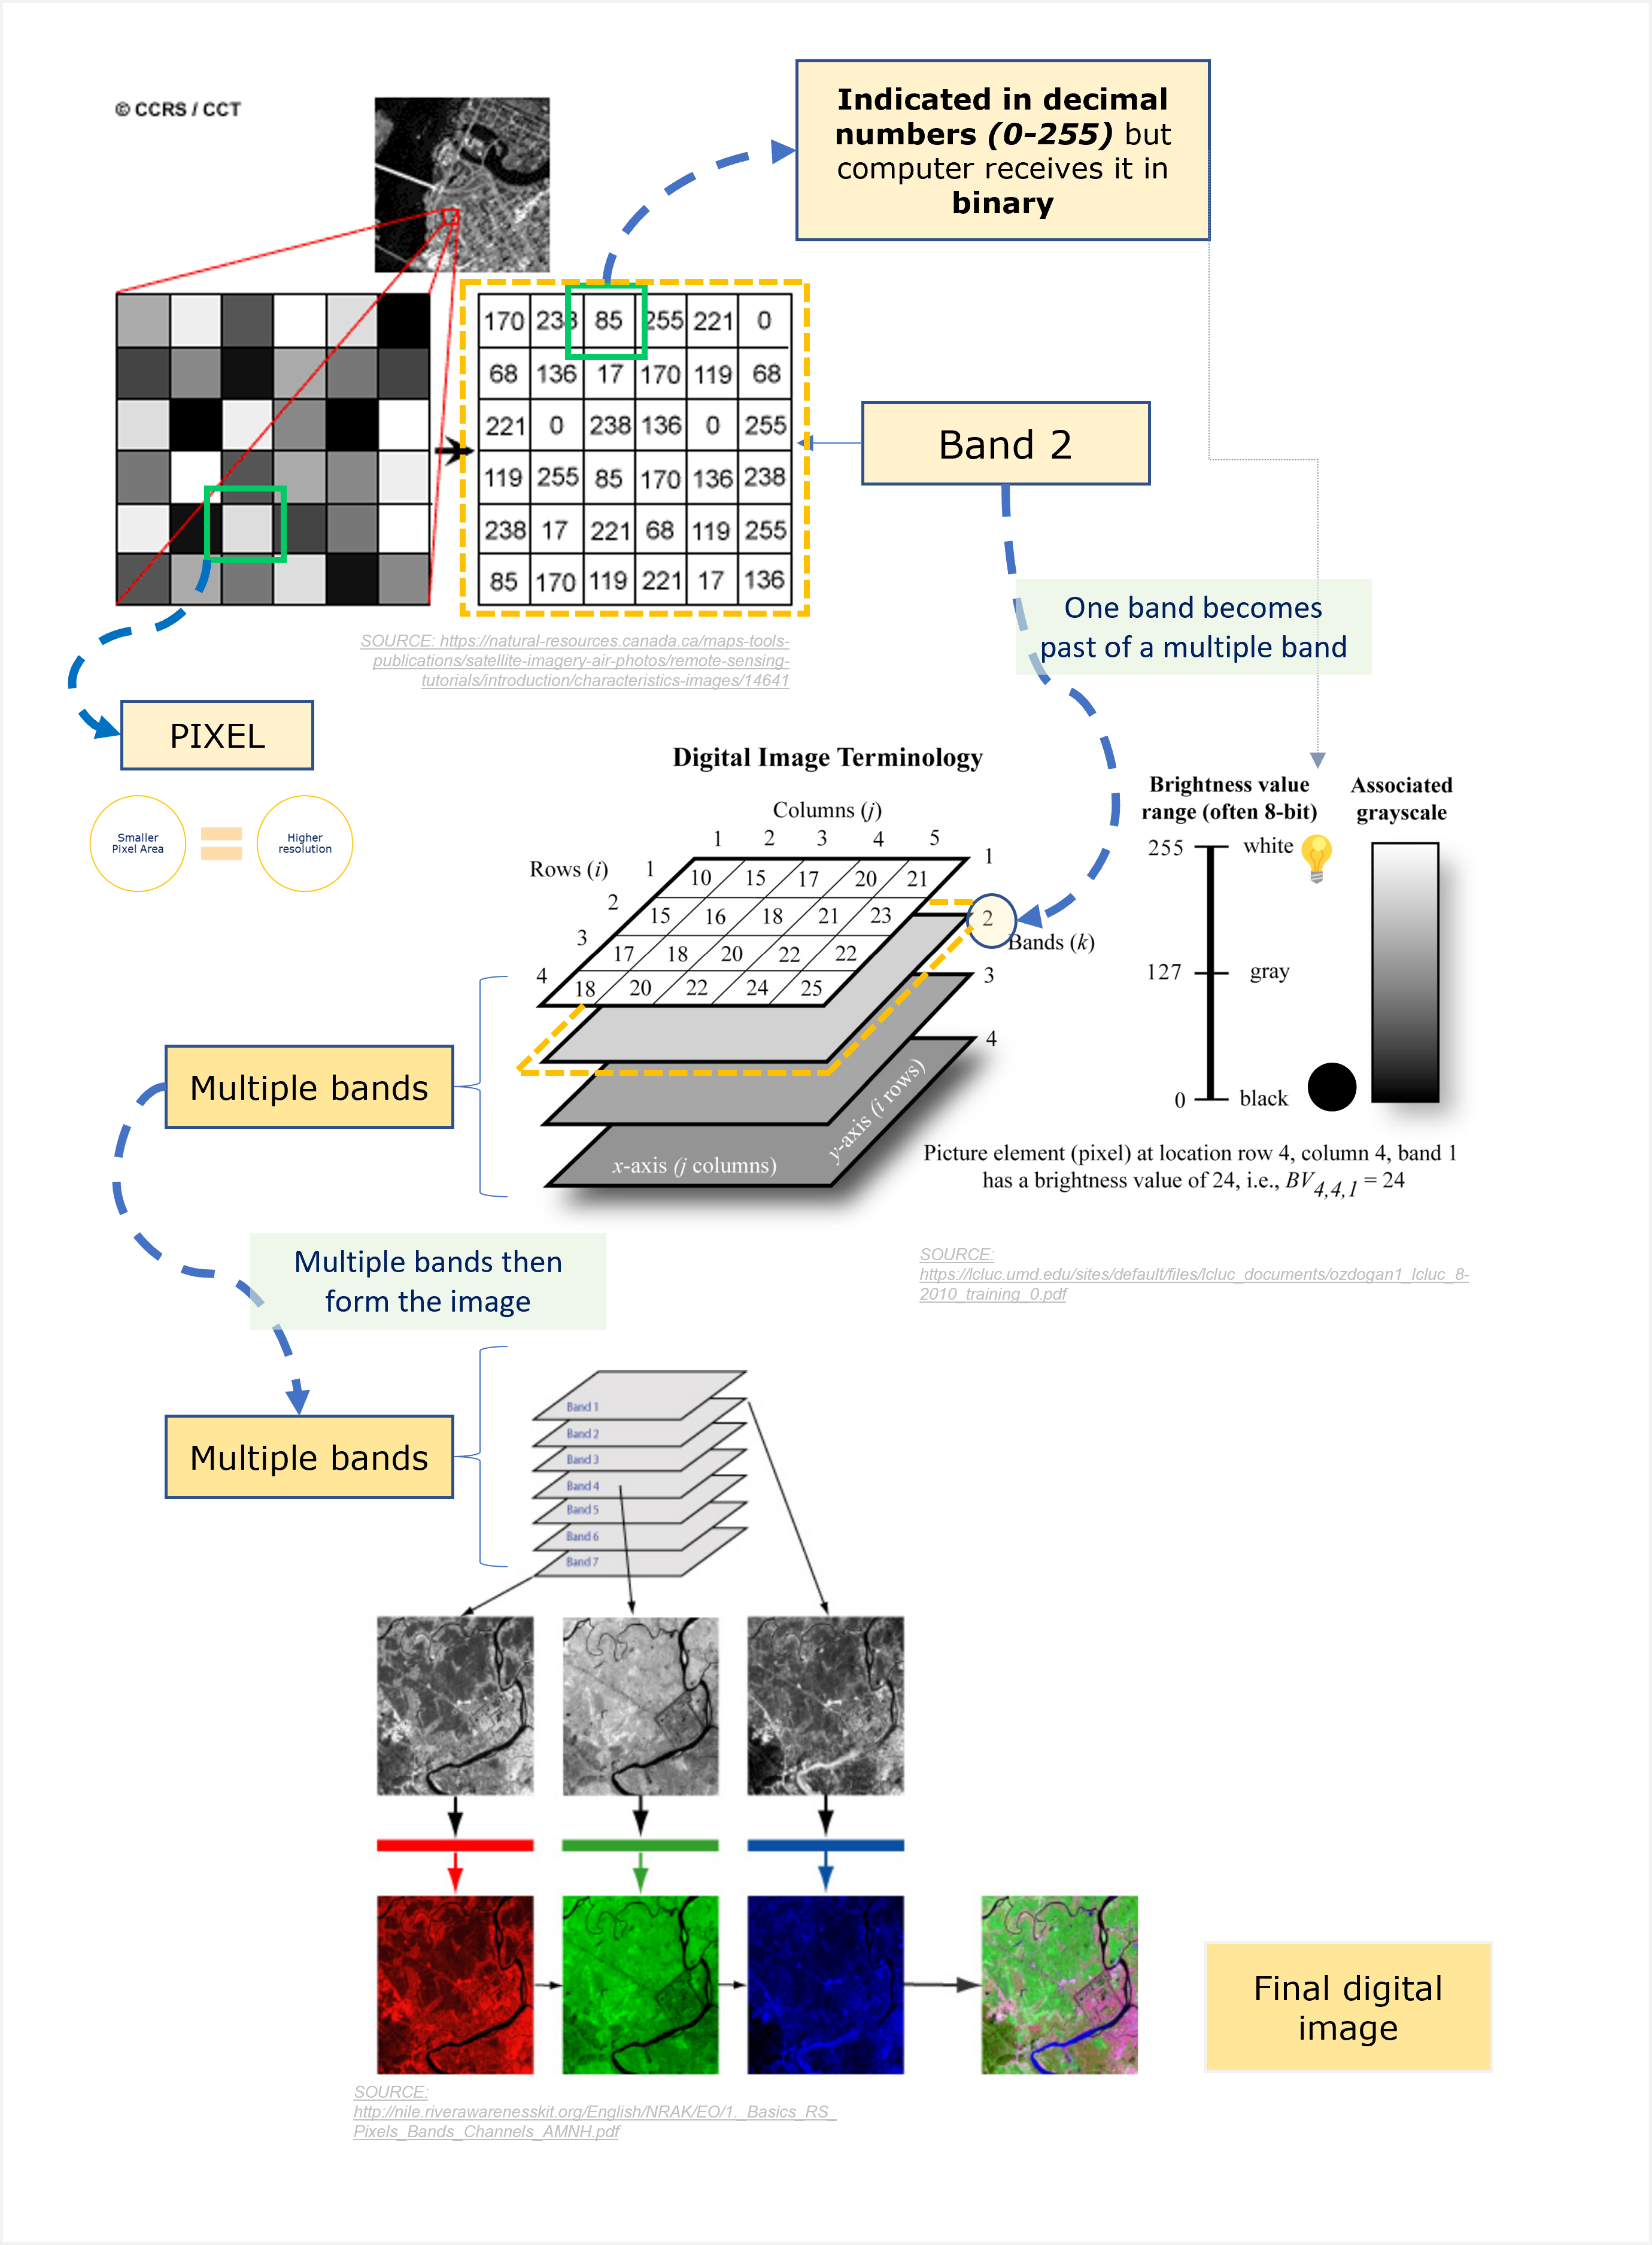 © CCRS / CCT
Indicated in decimal
numbers (0-255) but
computer receives it in
binary
170 238 85 255 221 0
68 136 17 170 119 68
221 0 238 136 0 255
119 255 85 170 136 238
238 17 221 68 119 255
85 170 119 221 17 136
Band 2
One band becomes
past of a multiple band
SOURCE: https://natural-resources.canada.ca/maps-tools-
publications/satellite-imagery-air-photos/remote-sensing-
tutorials/introduction/characteristics-images/14641
PIXEL
Smaller
Pixel Area
Higher
resolution
Digital Image Terminology
Columns (j)
1 2 3 4 5
Rows (i)
1
2
3
4
10 15 17 20 21
15 16 18 21 23
17 18 20 22 22
18 20 22 24 25
1
2
Bands (k)
3
4
x-axis (j columns)
y-axis (i rows)
Brightness value
range (often 8-bit)
Associated
grayscale
255 white
127 gray
0 black
Picture element (pixel) at location row 4, column 4, band 1
has a brightness value of 24, i.e., BV4,4,1 = 24
SOURCE:
https://lcluc.umd.edu/sites/default/files/lcluc_documents/ozdogan1_lcluc_8-
2010_training_0.pdf
Multiple bands
Multiple bands then
form the image
Multiple bands
Band 1
Band 2
Band 3
Band 4
Band 5
Band 6
Band 7
Final digital
image
SOURCE:
http://nile.riverawarenesskit.org/English/NRAK/EO/1._Basics_RS_
Pixels_Bands_Channels_AMNH.pdf